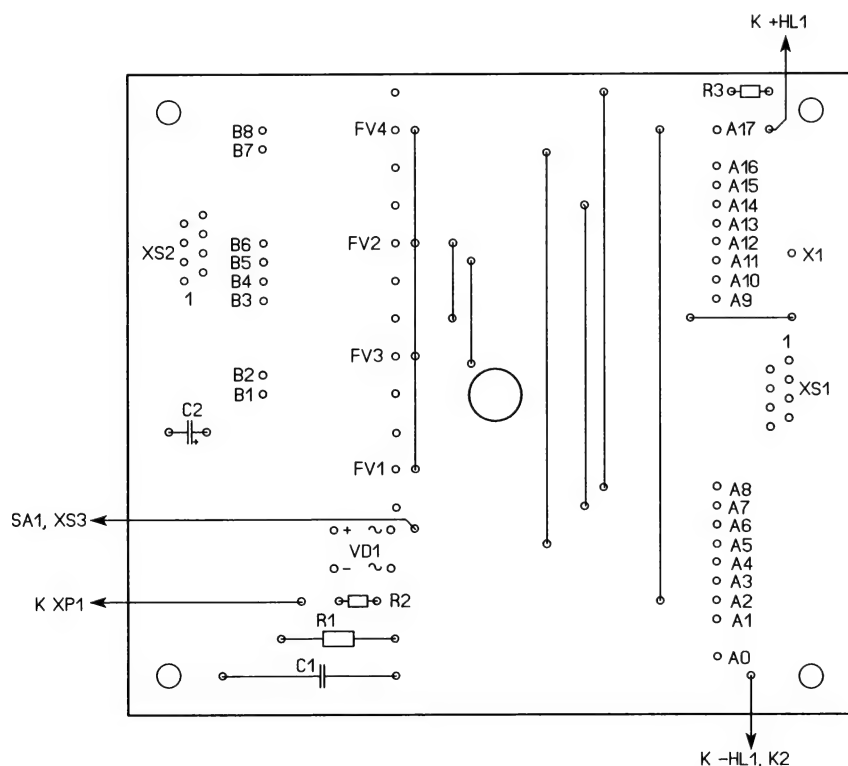 K +HL1
R3
B8
FV4
A17
B7
A16
A15
A14
A13
XS2
B6
FV2
A12
B5
A11
X1
B4
A10
1
B3
A9
1
FV3
B2
XS1
B1
C2
+
FV1
A8
A7
SA1, XS3
A6
+ ~
A5
VD1
A4
- ~
A3
K XP1
R2
A2
R1
A1
C1
A0
K -HL1, K2